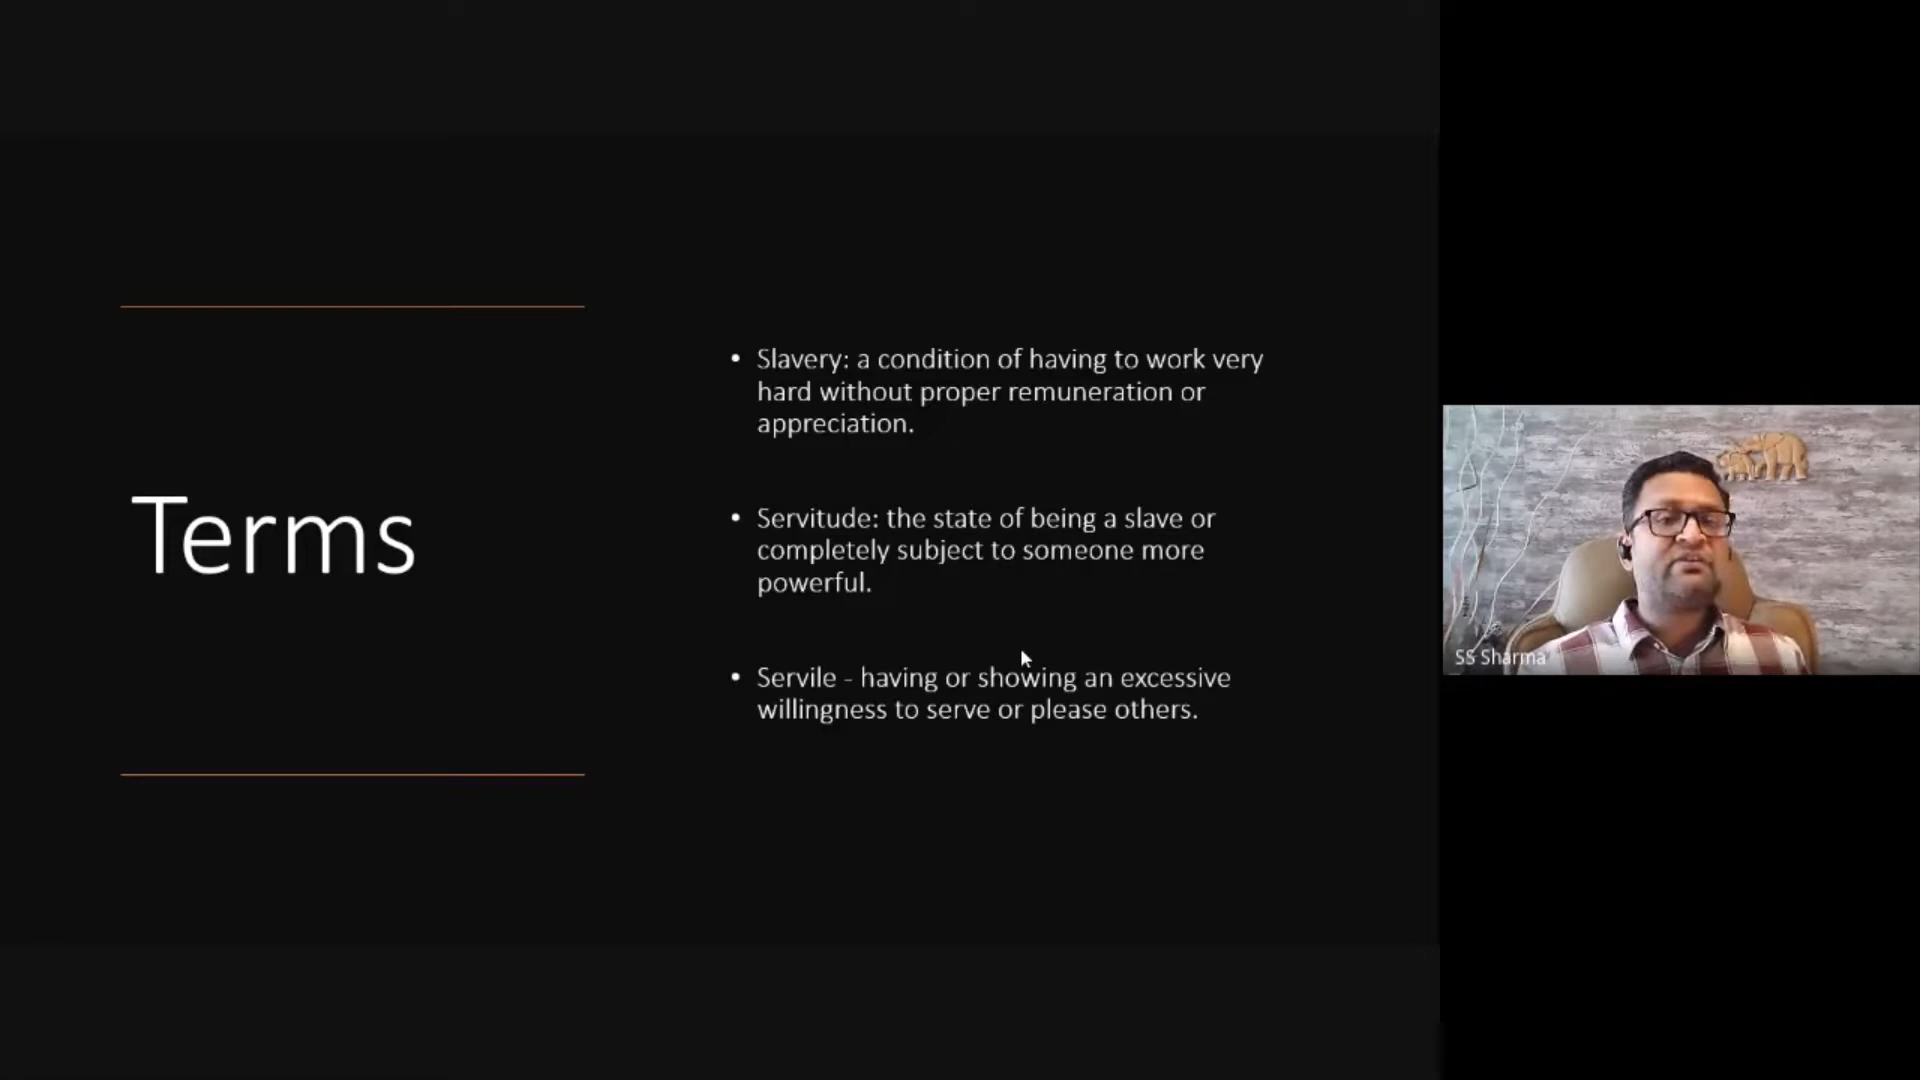 Terms
• Slavery: a condition of having to work very
hard without proper remuneration or
appreciation.
• Servitude: the state of being a slave or
completely subject to someone more
powerful.
• Servile - having or showing an excessive
willingness to serve or please others.
SS Sharma